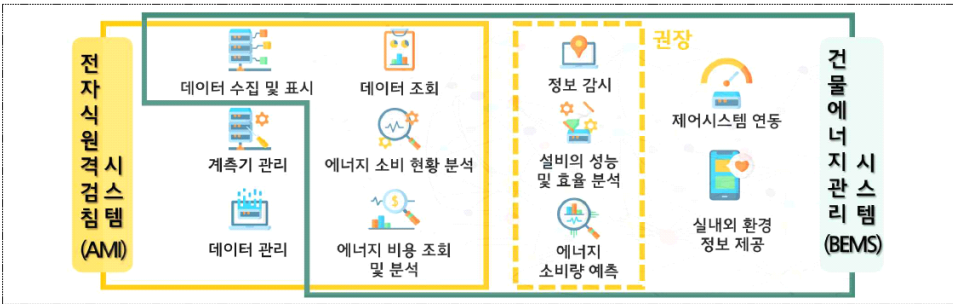 전자식원격검침
시스템
(AMI)
데이터 수집 및 표시
데이터 조회
계측기 관리
에너지 소비 현황 분석
데이터 관리
에너지 비용 조회
및 분석
권장
정보 감시
설비의 성능
및 효율 분석
에너지
소비량 예측
제어시스템 연동
실내외 환경
정보 제공
건물에너지관리
시스템
(BEMS)